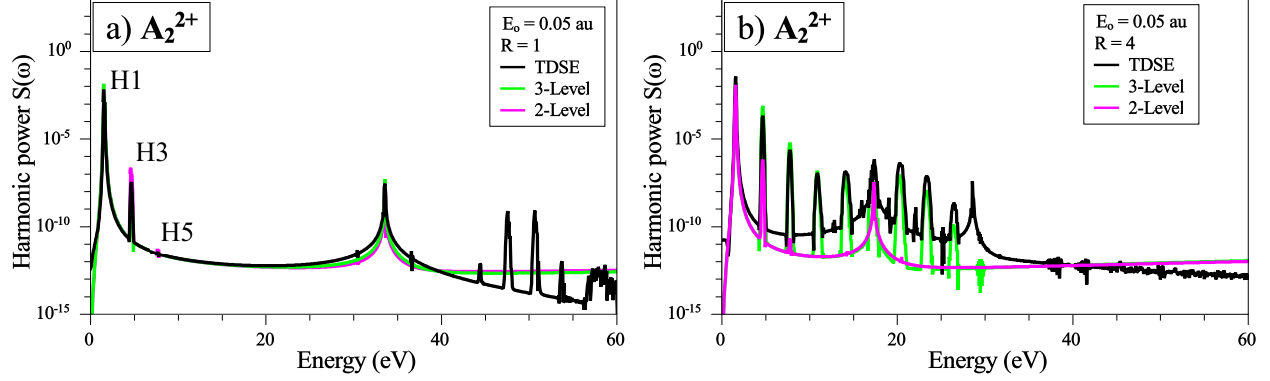 a) A₂²⁺
E₀ = 0.05 au
R = 1
TDSE
3-Level
2-Level
H1
H3
H5
10⁰
10⁻⁵
10⁻¹⁰
10⁻¹⁵
Harmonic power S(ω)
0 20 40 60
Energy (eV)
b) A₂²⁺
E₀ = 0.05 au
R = 4
TDSE
3-Level
2-Level
10⁰
10⁻⁵
10⁻¹⁰
10⁻¹⁵
Harmonic power S(ω)
0 20 40 60
Energy (eV)